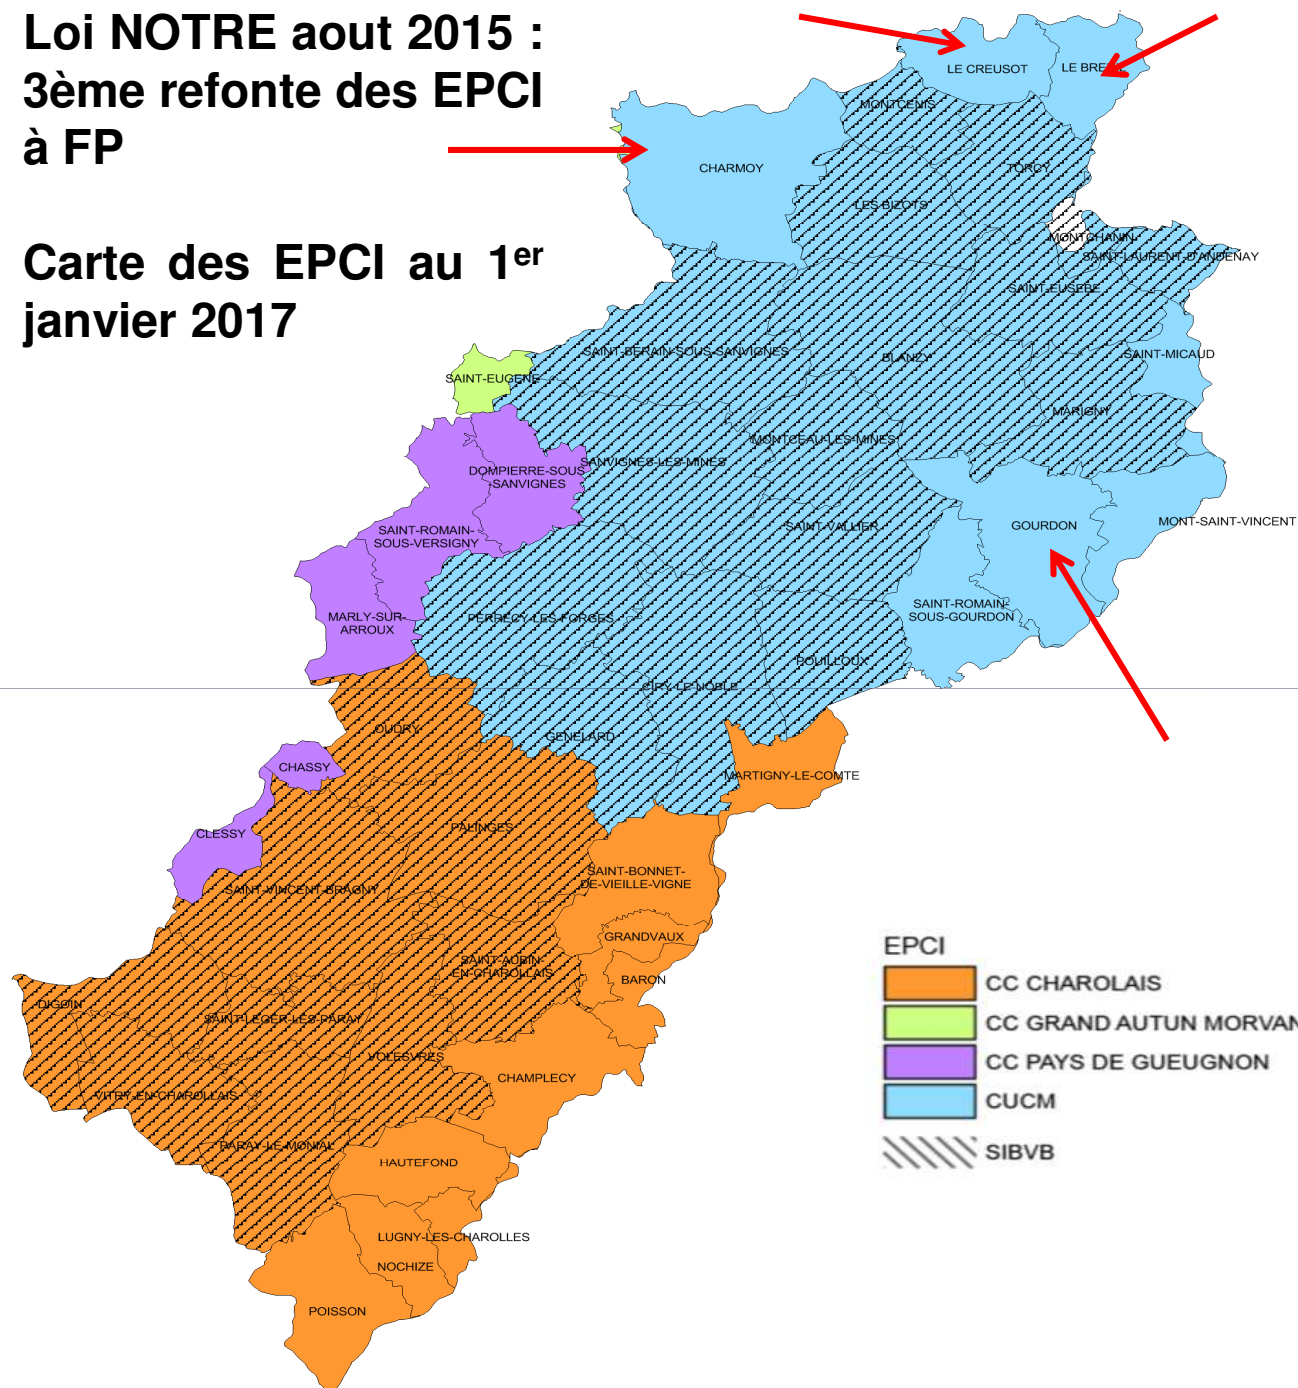 Loi NOTRE aout 2015 :
3ème refonte des EPCI
à FP
Carte des EPCI au 1er
janvier 2017
LE CREUSOT
LE BRE
MONTCENIS
CHARMOY
TORCY
LES BIZOTS
MONTCHANIN
SAINT-LAURENT-D'ANDENAY
SAINT-EUSEBE
SAINT-BERAIN-SOUS-SANVIGNES
BLANZY
SAINT-MICAUD
SAINT-EUGENE
MARIGNY
MONTCEAU-LES-MINES
SANVIGNES-LES-MINES
DOMPIERRE-SOUS
-SANVIGNES
SAINT-VALLIER
GOURDON
MONT-SAINT-VINCENT
SAINT-ROMAIN-
SOUS-VERSIGNY
SAINT-ROMAIN-
SOUS-GOURDON
MARLY-SUR-
ARROUX
PERRECY-LES-FORGES
POUILLOUX
CIRY-LE-NOBLE
OUDRY
GENELARD
CHASSY
MARTIGNY-LE-COMTE
CLESSY
PALINGES
SAINT-BONNET-
DE-VIEILLE-VIGNE
SAINT-VINCENT-BRAGNY
GRANDVAUX
SAINT-AUBIN-
EN-CHAROLLAIS
BARON
DIGOIN
SAINT-LEGER-LES-PARAY
VOLESVRES
CHAMPLECY
VITRY-EN-CHAROLLAIS
PARAY-LE-MONIAL
HAUTEFOND
LUGNY-LES-CHAROLLES
NOCHIZE
POISSON
EPCI
CC CHAROLAIS
CC GRAND AUTUN MORVAN
CC PAYS DE GUEUGNON
CUCM
SIBVB